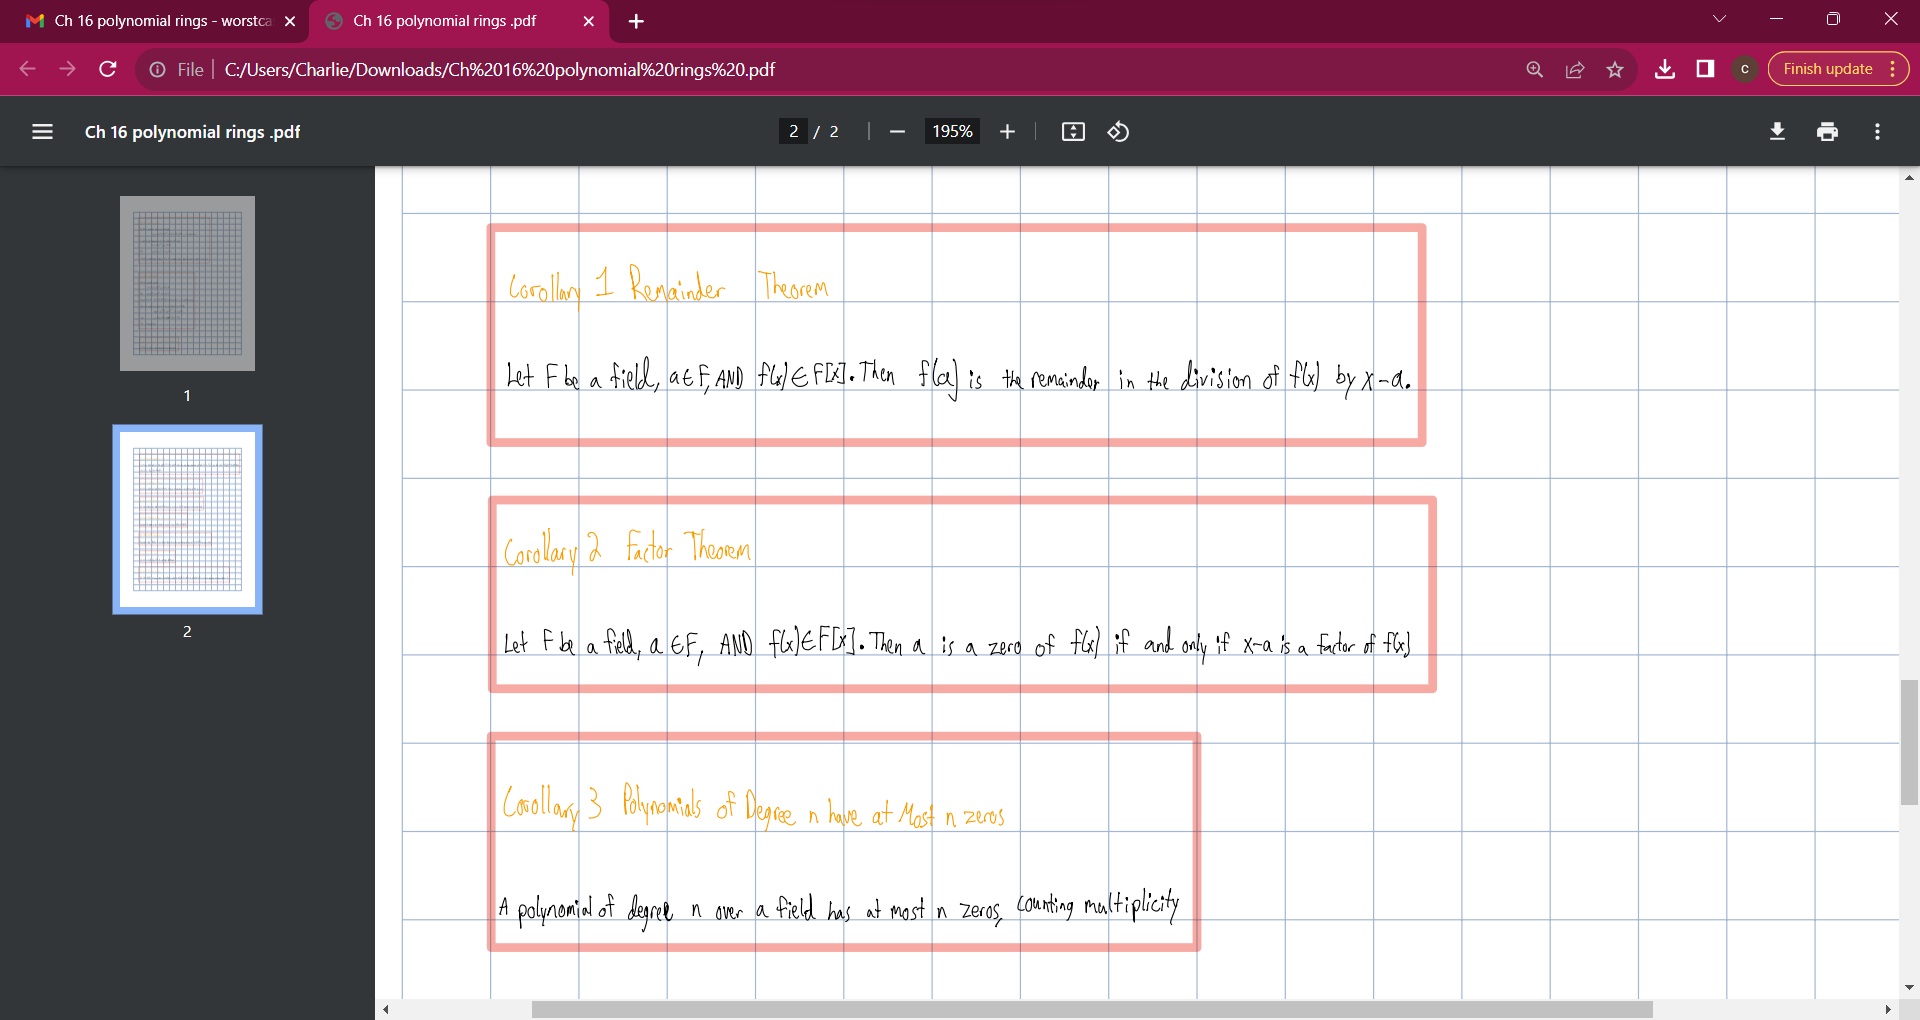 Ch 16 polynomial rings - worstca
Ch 16 polynomial rings .pdf
File
C:/Users/Charlie/Downloads/Ch%2016%20polynomial%20rings%20.pdf
C
Finish update
Ch 16 polynomial rings .pdf
2 / 2
195%
1
2
Corollary 1 Remainder Theorem
Let F be a field, a∈F, AND f(x)∈F[x]. Then f(a) is the remainder in the division of f(x) by x-a.
Corollary 2 Factor Theorem
Let F be a field, a∈F, AND f(x)∈F[x]. Then a is a zero of f(x) if and only if x-a is a factor of f(x)
Corollary 3 Polynomials of Degree n have at Most n zeros
A polynomial of degree n over a field has at most n zeros, counting multiplicity